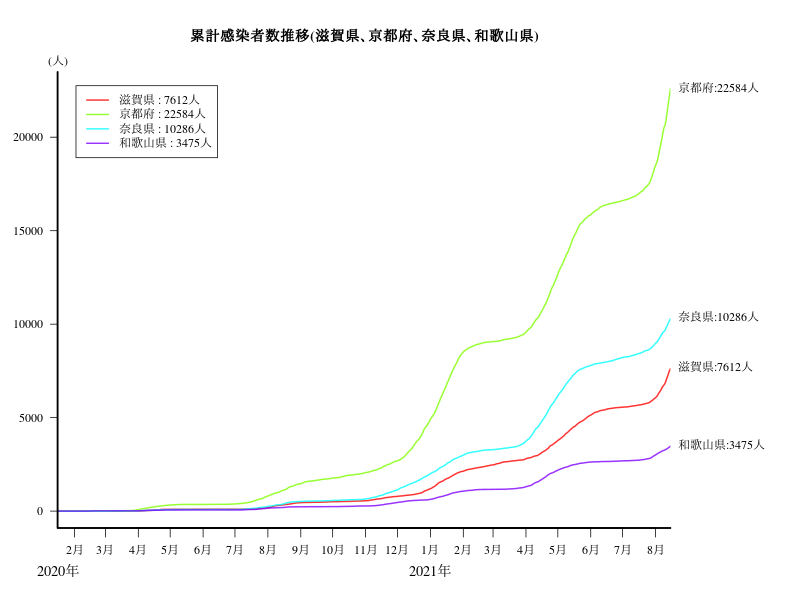 累計感染者数推移(滋賀県、京都府、奈良県、和歌山県)
(人)
滋賀県 : 7612人
京都府 : 22584人
奈良県 : 10286人
和歌山県 : 3475人
京都府:22584人
奈良県:10286人
滋賀県:7612人
和歌山県:3475人
20000
15000
10000
5000
0
2月 3月 4月 5月 6月 7月 8月 9月 10月 11月 12月 1月 2月 3月 4月 5月 6月 7月 8月
2020年 2021年